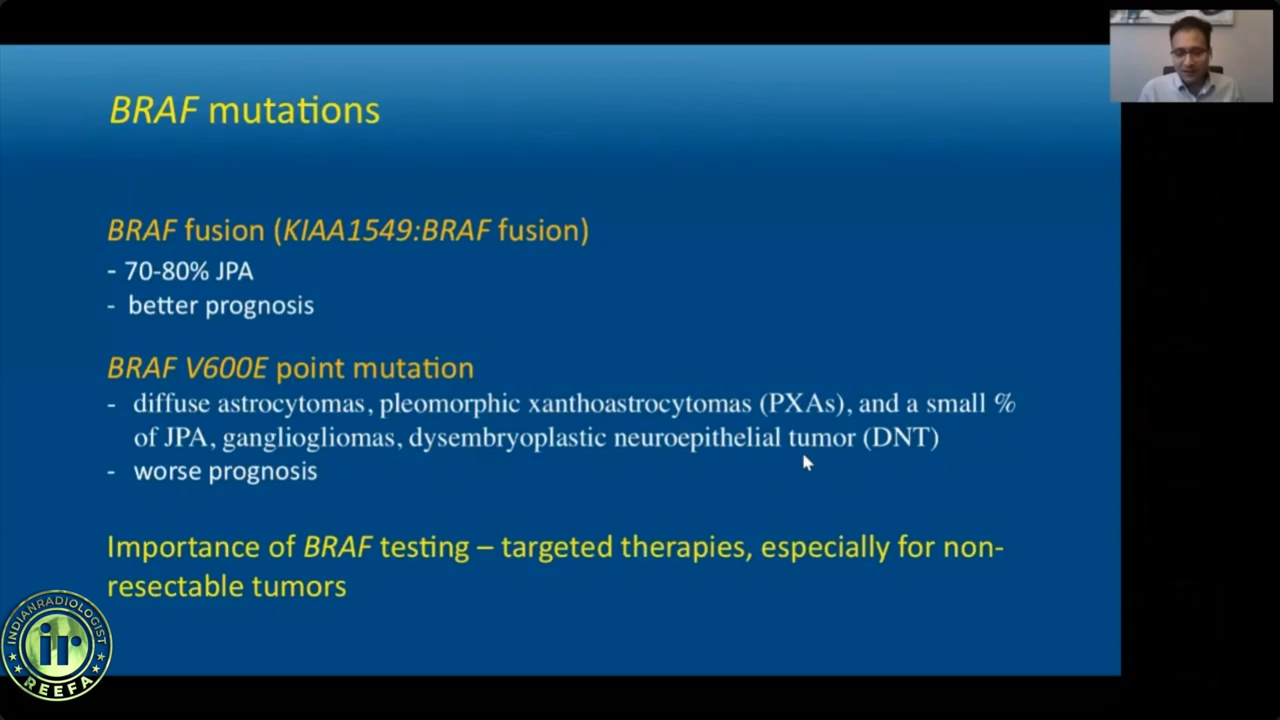 BRAF mutations
BRAF fusion (KIAA1549:BRAF fusion)
- 70-80% JPA
- better prognosis
BRAF V600E point mutation
- diffuse astrocytomas, pleomorphic xanthoastrocytomas (PXAs), and a small %
of JPA, gangliogliomas, dysembryoplastic neuroepithelial tumor (DNT)
- worse prognosis
Importance of BRAF testing – targeted therapies, especially for non-
resectable tumors
INDIANRADIOLOGIST
ir
REEFA